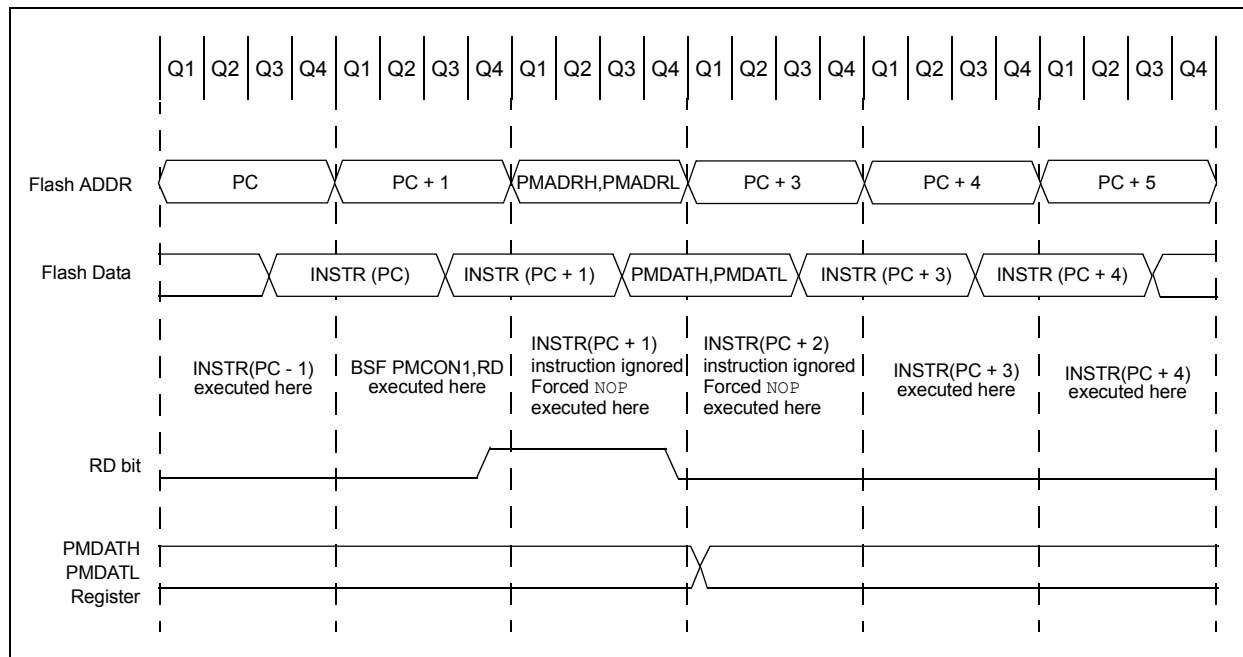 Q1 Q2 Q3 Q4 Q1 Q2 Q3 Q4 Q1 Q2 Q3 Q4 Q1 Q2 Q3 Q4 Q1 Q2 Q3 Q4 Q1 Q2 Q3 Q4
Flash ADDR PC PC + 1 PMADRH,PMADRL PC + 3 PC + 4 PC + 5
Flash Data INSTR (PC) INSTR (PC + 1) PMDATH,PMDATL INSTR (PC + 3) INSTR (PC + 4)
INSTR(PC - 1)
executed here
BSF PMCON1,RD
executed here
INSTR(PC + 1)
instruction ignored
Forced NOP
executed here
INSTR(PC + 2)
instruction ignored
Forced NOP
executed here
INSTR(PC + 3)
executed here
INSTR(PC + 4)
executed here
RD bit
PMDATH
PMDATL
Register